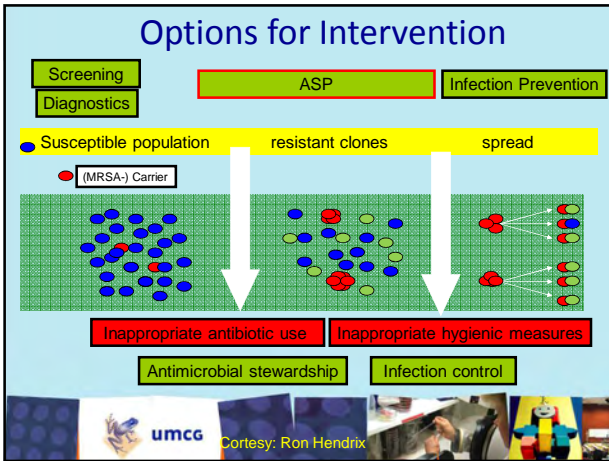 Options for Intervention
Screening
Diagnostics
ASP
Infection Prevention
Susceptible population
resistant clones
spread
(MRSA-) Carrier
Inappropriate antibiotic use
Inappropriate hygienic measures
Antimicrobial stewardship
Infection control
umcg
Cortesy: Ron Hendrix